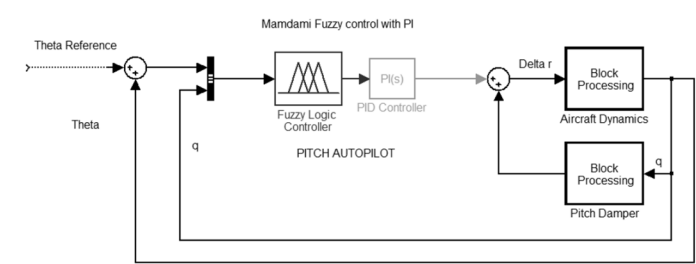 Mamdami Fuzzy control with PI
Theta Reference
+
+
Theta
q
Fuzzy Logic
Controller
PI(s)
PID Controller
PITCH AUTOPILOT
+
+
Delta r
Block
Processing
Aircraft Dynamics
q
Block
Processing
Pitch Damper